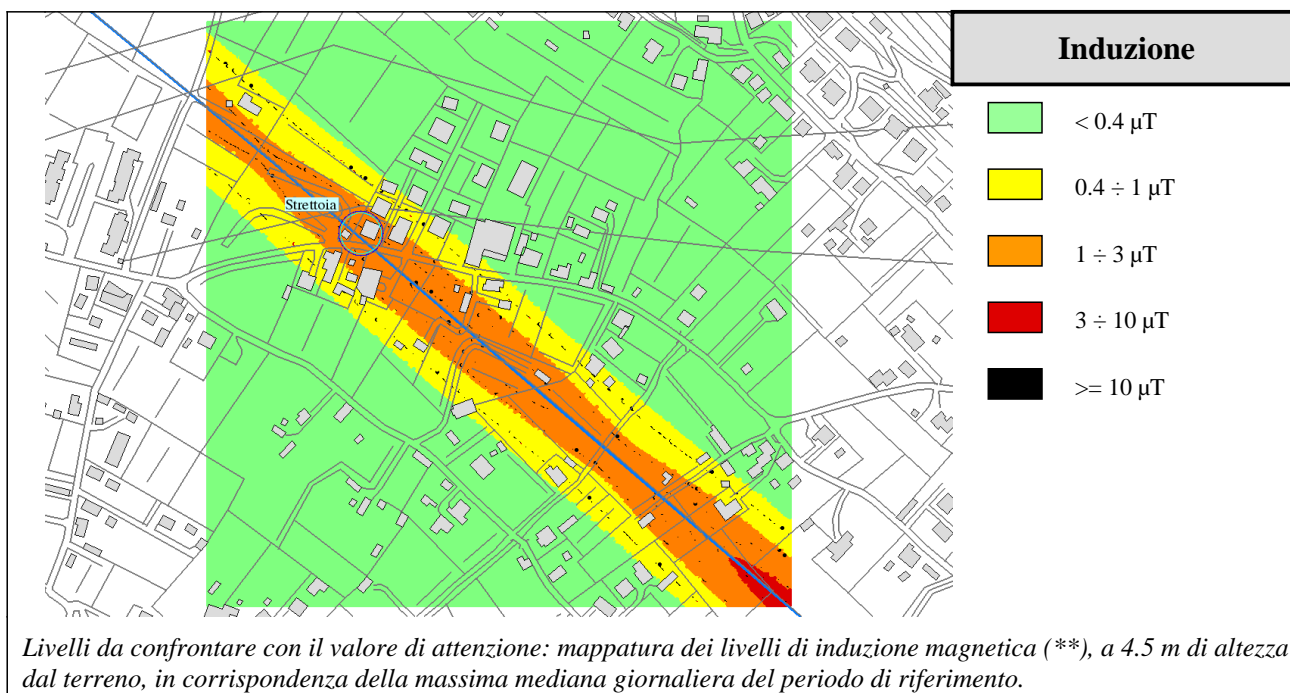 Induzione
< 0.4 µT
0.4 ÷ 1 µT
1 ÷ 3 µT
3 ÷ 10 µT
>= 10 µT
Strettoia
Livelli da confrontare con il valore di attenzione: mappatura dei livelli di induzione magnetica (**), a 4.5 m di altezza
dal terreno, in corrispondenza della massima mediana giornaliera del periodo di riferimento.